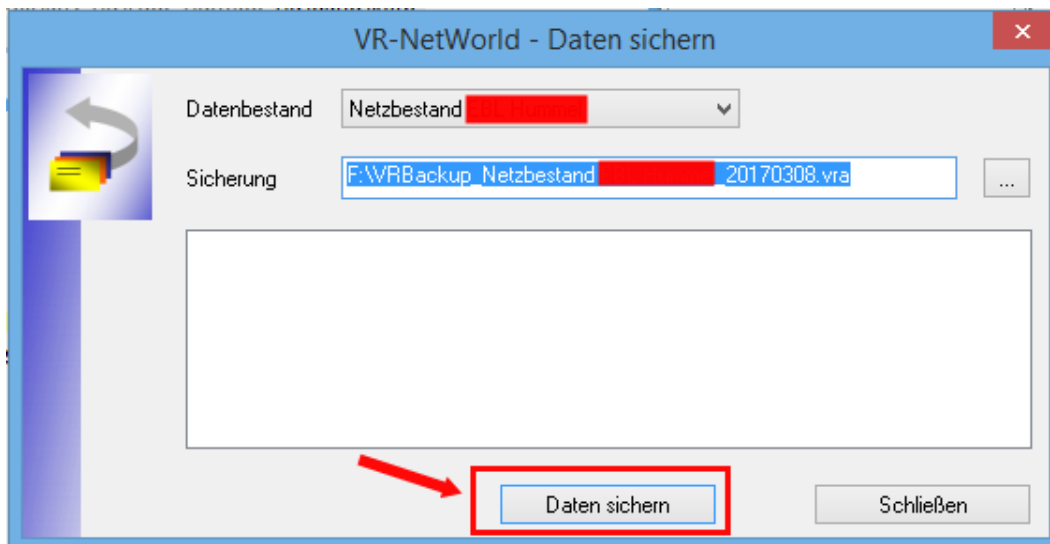 VR-NetWorld - Daten sichern
Datenbestand
Netzbestand
Sicherung
F:\VRBackup_Netzbestand _20170308.vra
...
Daten sichern
Schließen